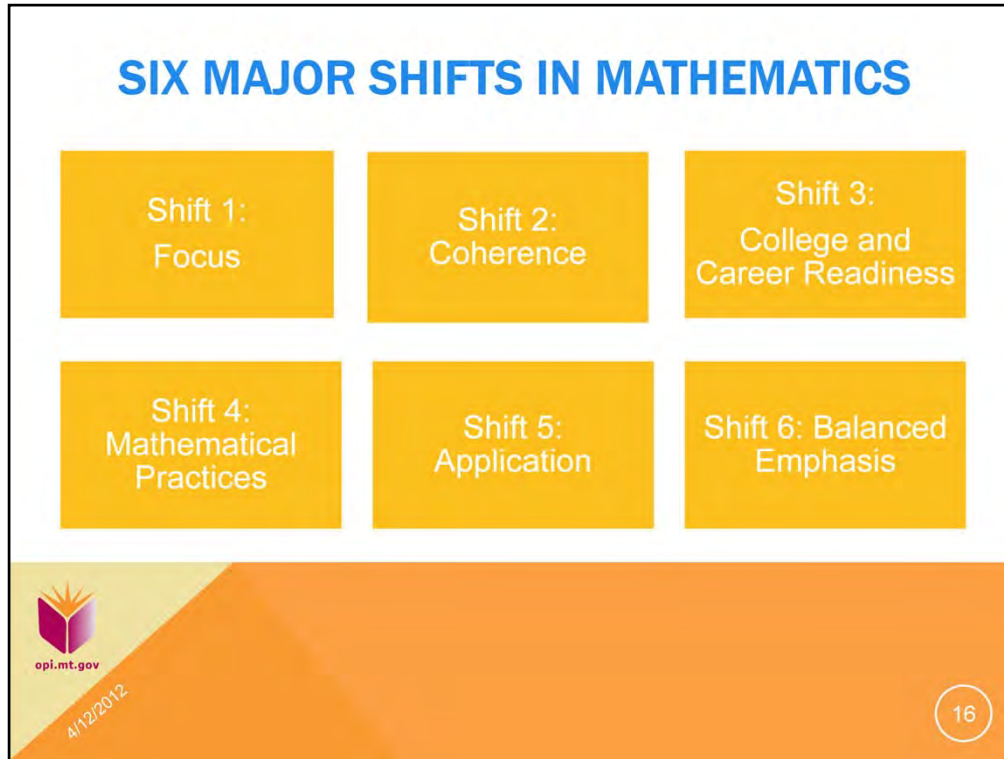 SIX MAJOR SHIFTS IN MATHEMATICS
Shift 1:
Focus
Shift 2:
Coherence
Shift 3:
College and
Career Readiness
Shift 4:
Mathematical
Practices
Shift 5:
Application
Shift 6: Balanced
Emphasis
opi.mt.gov
4/12/2012
16